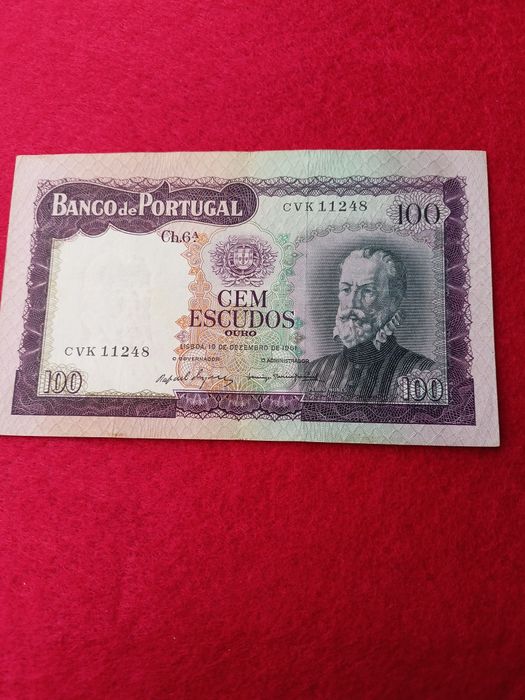 BANCO de PORTUGAL
CVK 11248
100
Ch. 6ª
CEM
ESCUDOS
OURO
LISBOA, 19 DE DEZEMBRO DE 1961
O GOVERNADOR O ADMINISTRADOR
CVK 11248
100
100